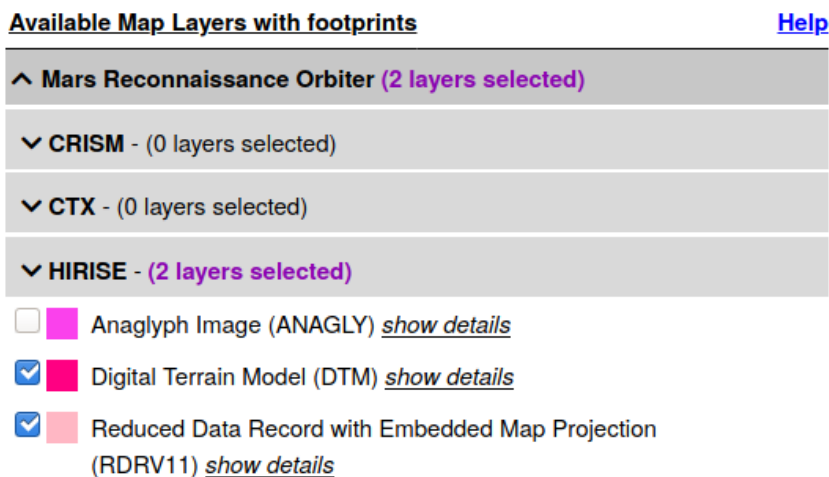 Available Map Layers with footprints Help
Mars Reconnaissance Orbiter (2 layers selected)
CRISM - (0 layers selected)
CTX - (0 layers selected)
HIRISE - (2 layers selected)
Anaglyph Image (ANAGLY) show details
Digital Terrain Model (DTM) show details
Reduced Data Record with Embedded Map Projection
(RDRV11) show details